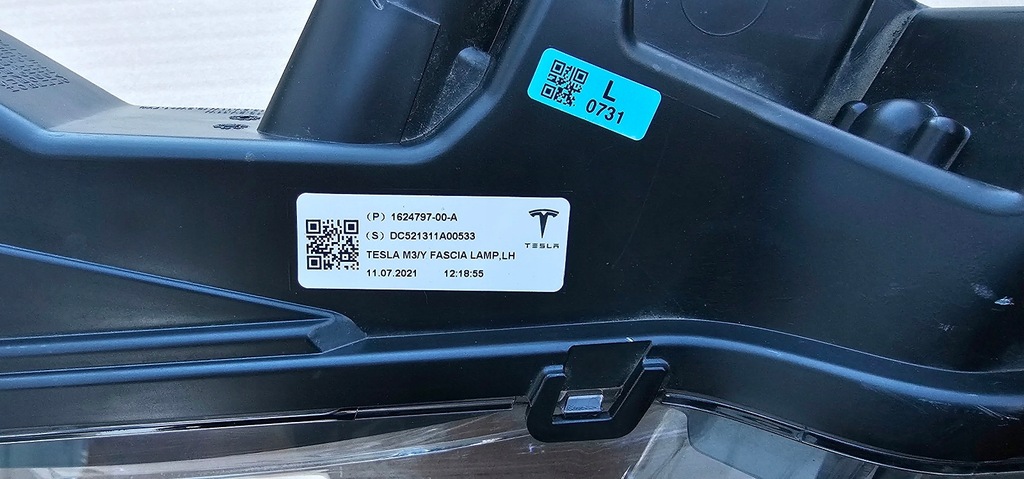 L
0731
(P) 1624797-00-A
(S) DC521311A00533
TESLA M3/Y FASCIA LAMP,LH
11.07.2021 12:18:55
TESLA